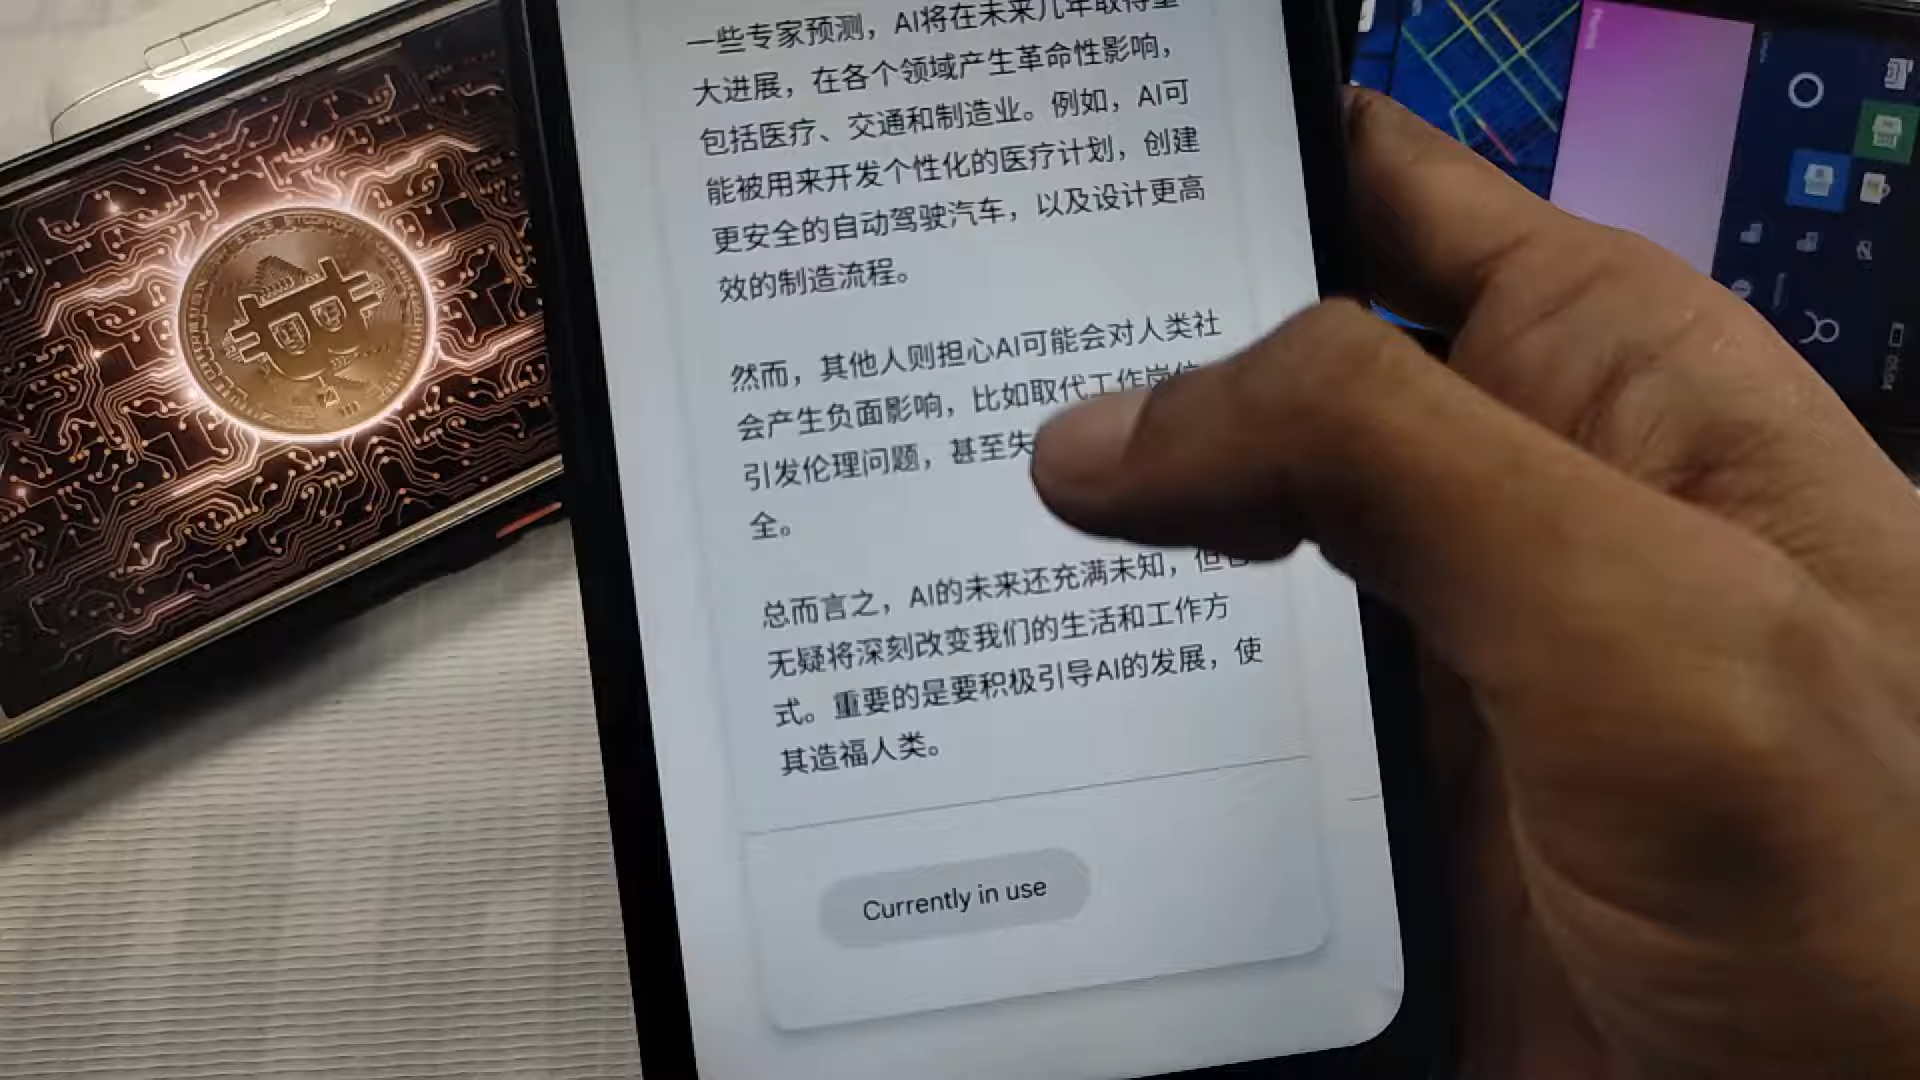 一些专家预测，AI将在未来几年取得重
大进展，在各个领域产生革命性影响，
包括医疗、交通和制造业。例如，AI可
能被用来开发个性化的医疗计划，创建
更安全的自动驾驶汽车，以及设计更高
效的制造流程。
然而，其他人则担心AI可能会对人类社
会产生负面影响，比如取代工作岗位
引发伦理问题，甚至失
全。
总而言之，AI的未来还充满未知，但它
无疑将深刻改变我们的生活和工作方
式。重要的是要积极引导AI的发展，使
其造福人类。
Currently in use